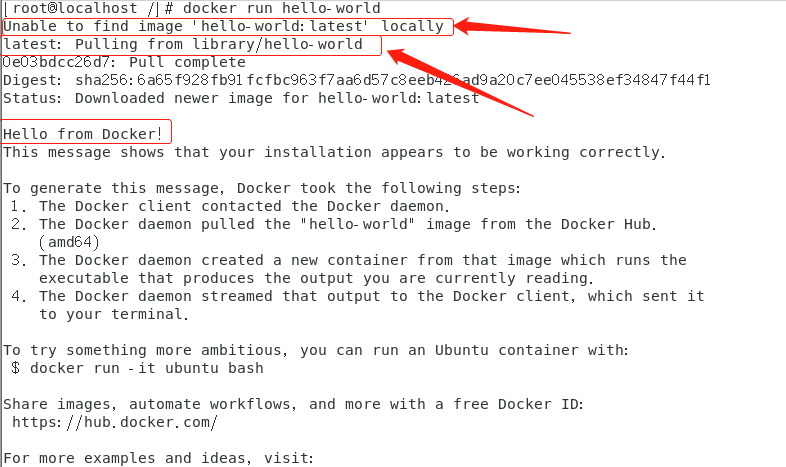 [root@localhost /]# docker run hello-world
Unable to find image 'hello-world:latest' locally
latest: Pulling from library/hello-world
0e03bdcc26d7: Pull complete
Digest: sha256:6a65f928fb91fcfbc963f7aa6d57c8eeb426ad9a20c7ee045538ef34847f44f1
Status: Downloaded newer image for hello-world:latest
Hello from Docker!
This message shows that your installation appears to be working correctly.
To generate this message, Docker took the following steps:
1. The Docker client contacted the Docker daemon.
2. The Docker daemon pulled the "hello-world" image from the Docker Hub.
(amd64)
3. The Docker daemon created a new container from that image which runs the
executable that produces the output you are currently reading.
4. The Docker daemon streamed that output to the Docker client, which sent it
to your terminal.
To try something more ambitious, you can run an Ubuntu container with:
$ docker run -it ubuntu bash
Share images, automate workflows, and more with a free Docker ID:
https://hub.docker.com/
For more examples and ideas, visit: